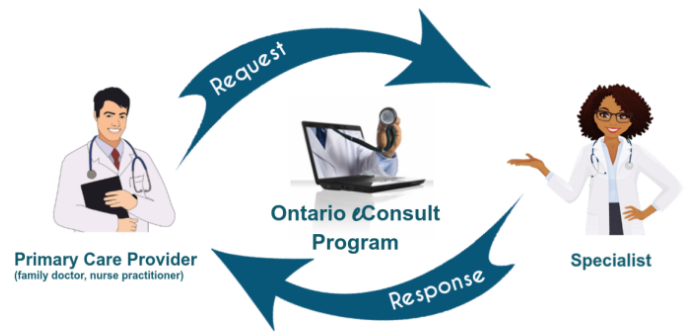 Request
Ontario eConsult
Program
Primary Care Provider
(family doctor, nurse practitioner)
Specialist
Response